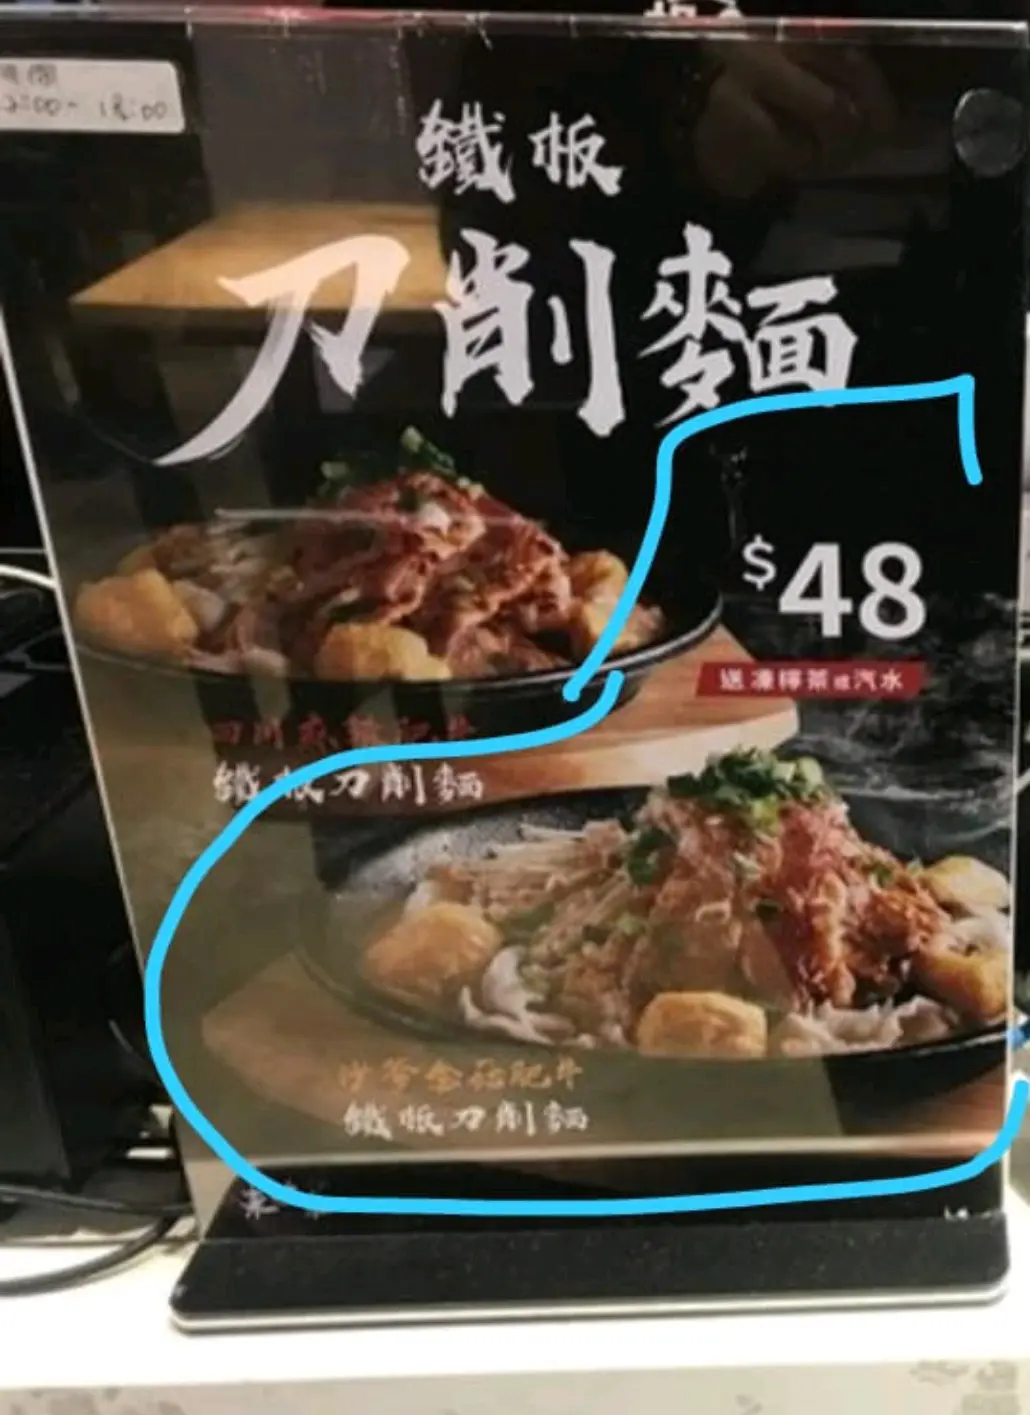 鐵板
刀削麵
$48
送凍檸茶或汽水
四川麻辣肥牛
鐵板刀削麵
沙爹金菇肥牛
鐵板刀削麵